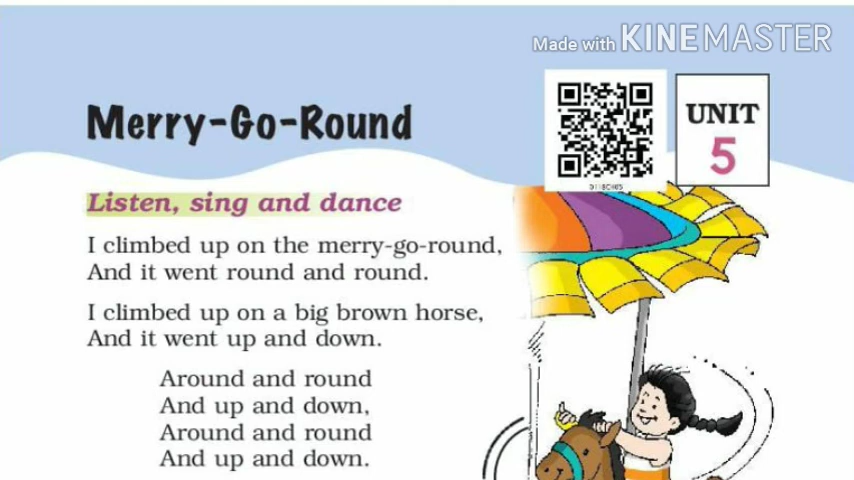 Made with KINEMASTER
Merry-Go-Round
UNIT
5
Listen, sing and dance
I climbed up on the merry-go-round,
And it went round and round.
I climbed up on a big brown horse,
And it went up and down.
Around and round
And up and down,
Around and round
And up and down.